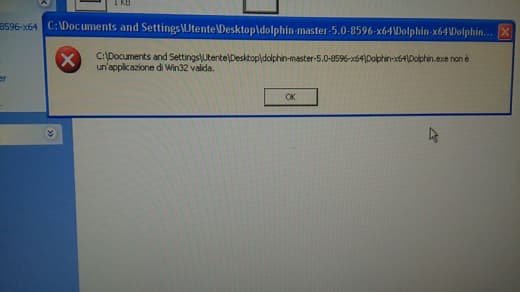 1 KB
8596-x64
C:\Documents and Settings\Utente\Desktop\dolphin-master-5.0-8596-x64\Dolphin-x64\Dolphin...
C:\Documents and Settings\Utente\Desktop\dolphin-master-5.0-8596-x64\Dolphin-x64\Dolphin.exe non è
un'applicazione di Win32 valida.
OK
er